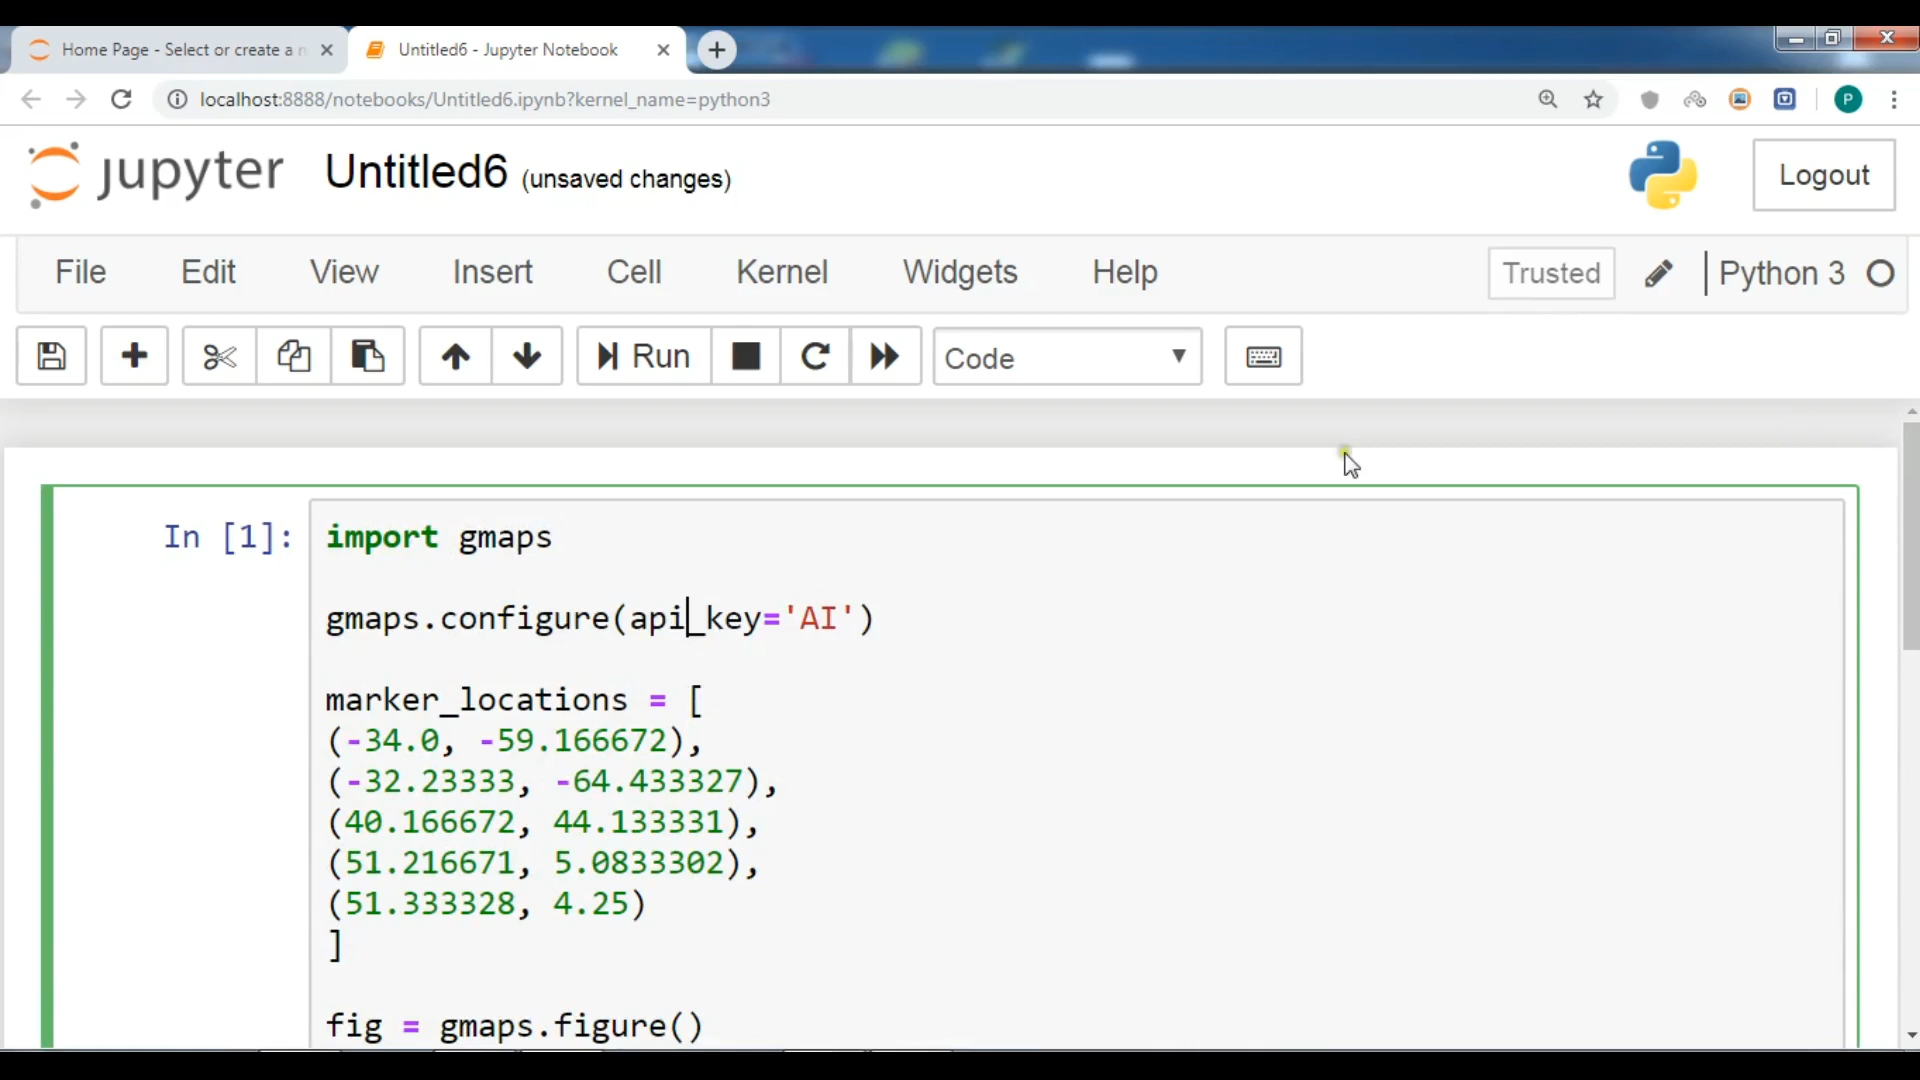 Home Page - Select or create a n
Untitled6 - Jupyter Notebook
localhost:8888/notebooks/Untitled6.ipynb?kernel_name=python3
P
jupyter Untitled6 (unsaved changes)
Logout
File Edit View Insert Cell Kernel Widgets Help
Trusted
Python 3
Run
Code
In [1]:
import gmaps
gmaps.configure(api_key='AI')
marker_locations = [
(-34.0, -59.166672),
(-32.23333, -64.433327),
(40.166672, 44.133331),
(51.216671, 5.0833302),
(51.333328, 4.25)
]
fig = gmaps.figure()